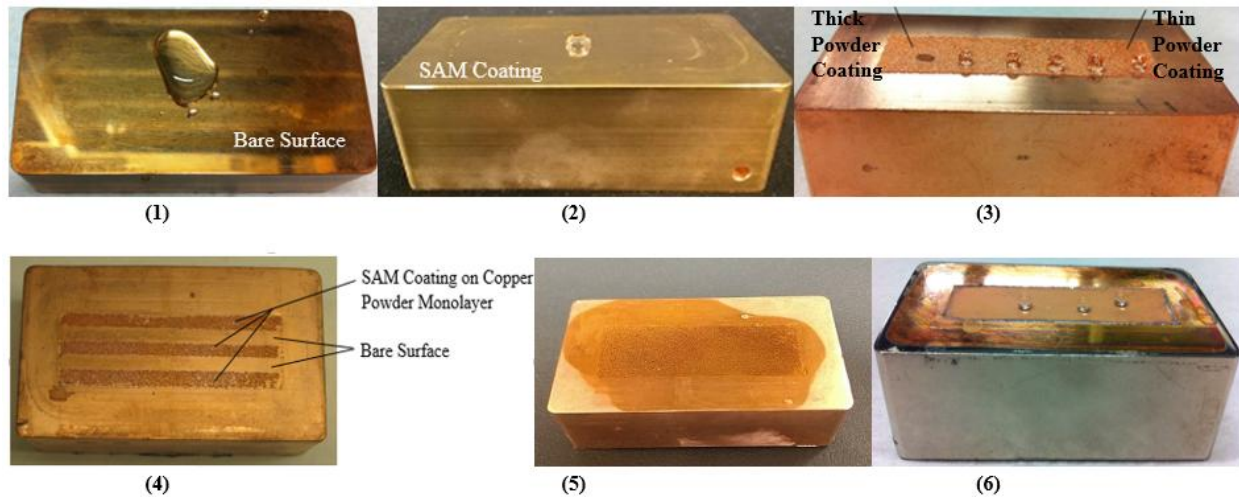 Bare Surface
(1)
SAM Coating
(2)
Thick
Powder
Coating
Thin
Powder
Coating
(3)
SAM Coating on Copper
Powder Monolayer
Bare Surface
(4)
(5)
(6)